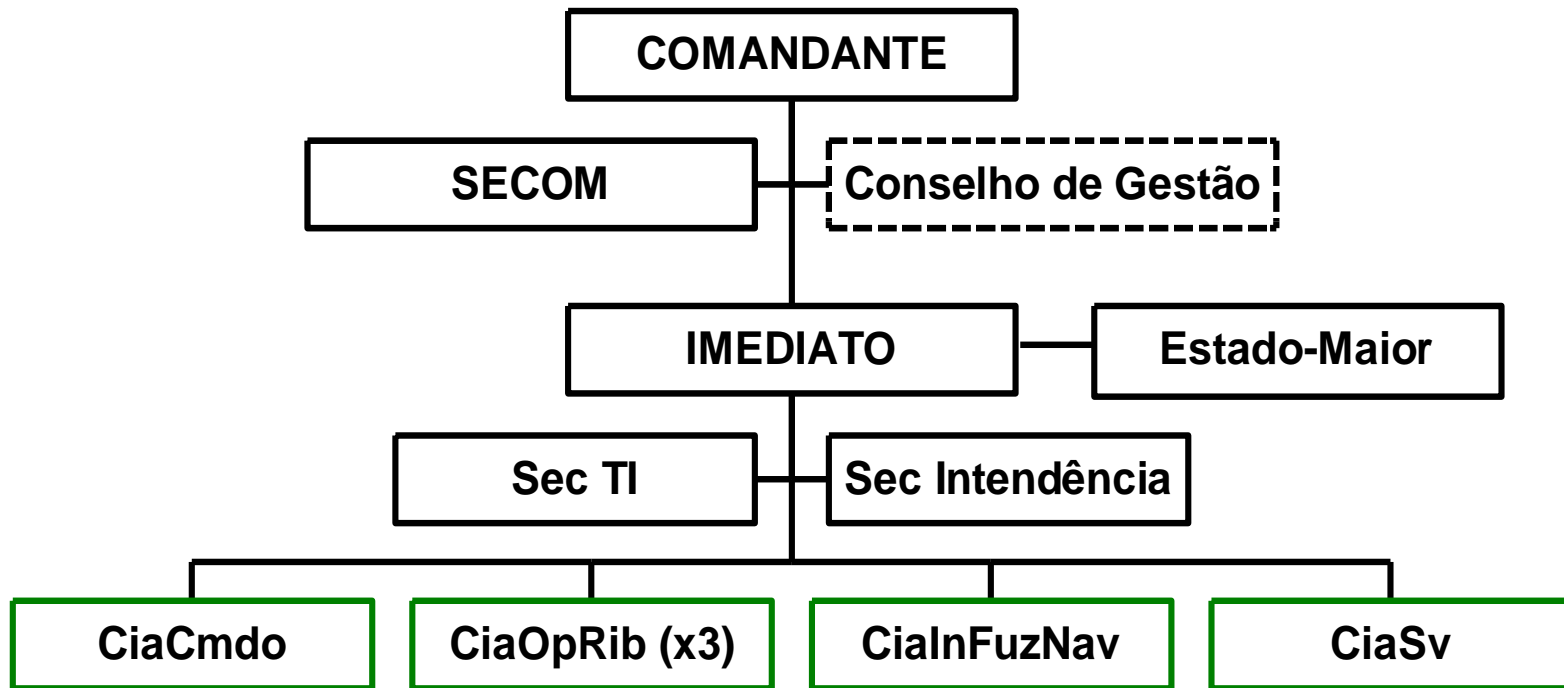 COMANDANTE
SECOM
Conselho de Gestão
IMEDIATO
Estado-Maior
Sec TI
Sec Intendência
CiaCmdo
CiaOpRib (x3)
CiaInFuzNav
CiaSv